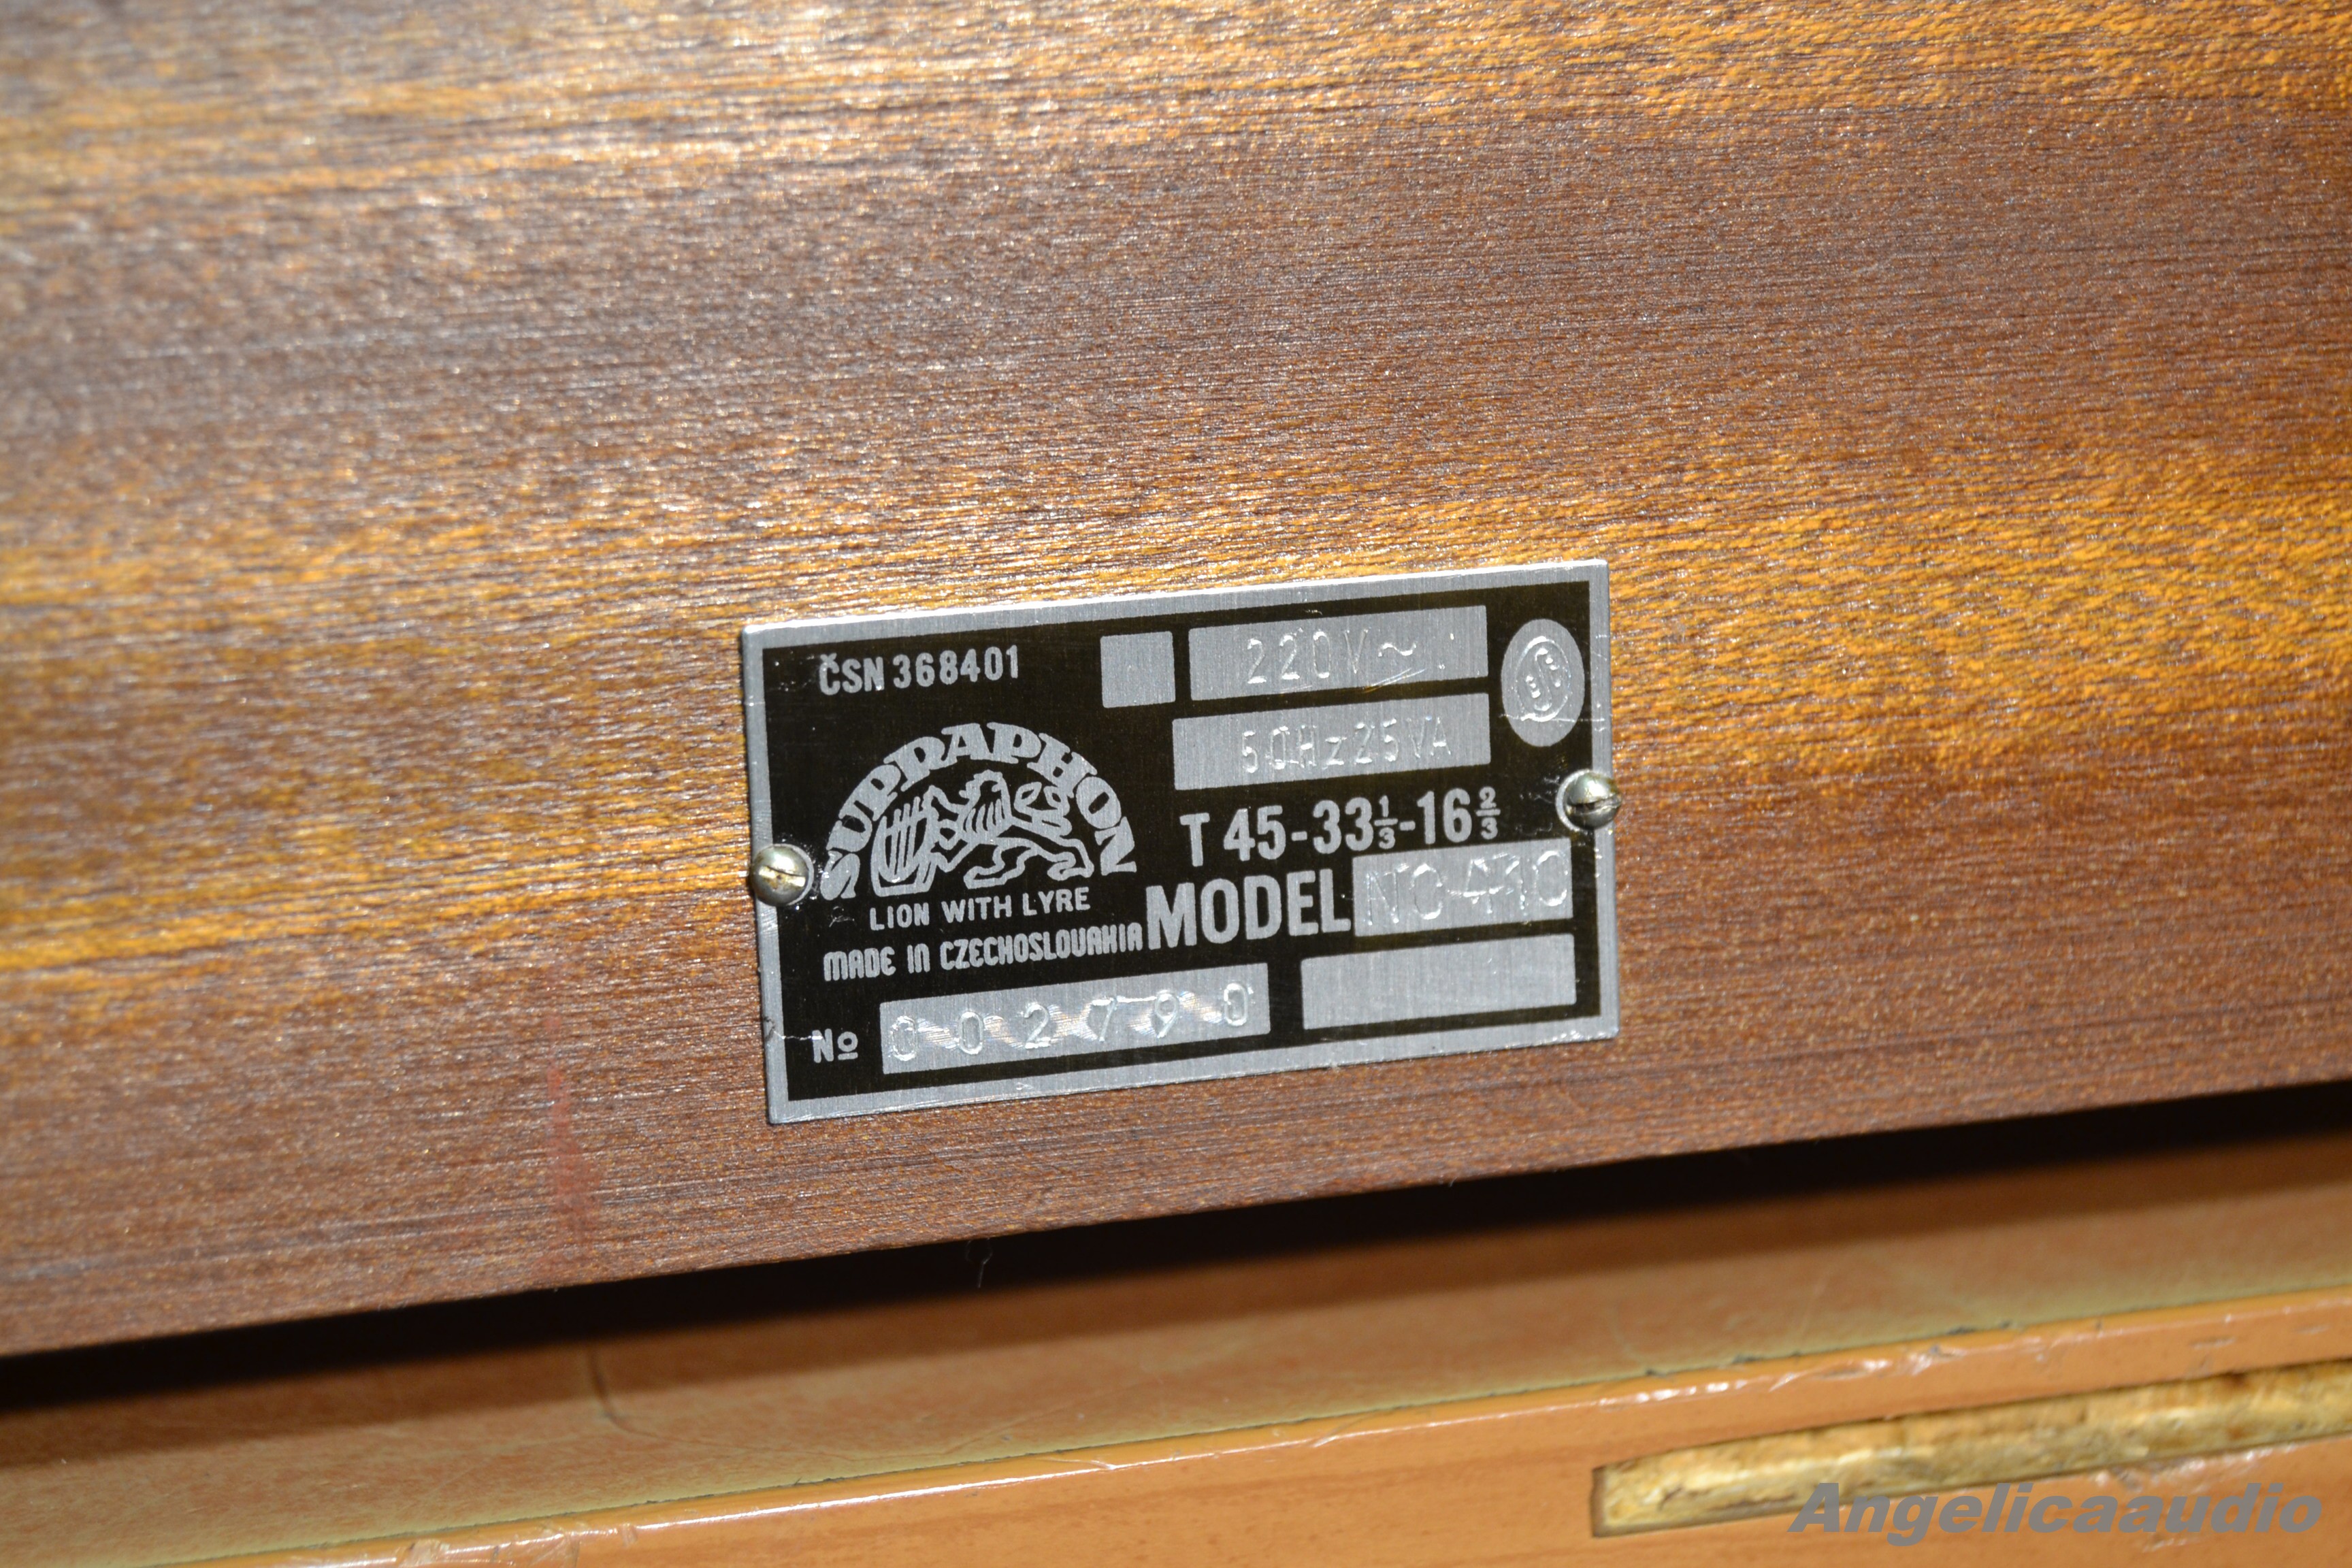 ČSN 368401
220V~
50Hz 25VA
ESČ
SUPRAPHON
LION WITH LYRE
MADE IN CZECHOSLOVAKIA
T 45-33⅓-16⅔
MODEL NC 410
No 002790
Angelicaaudio